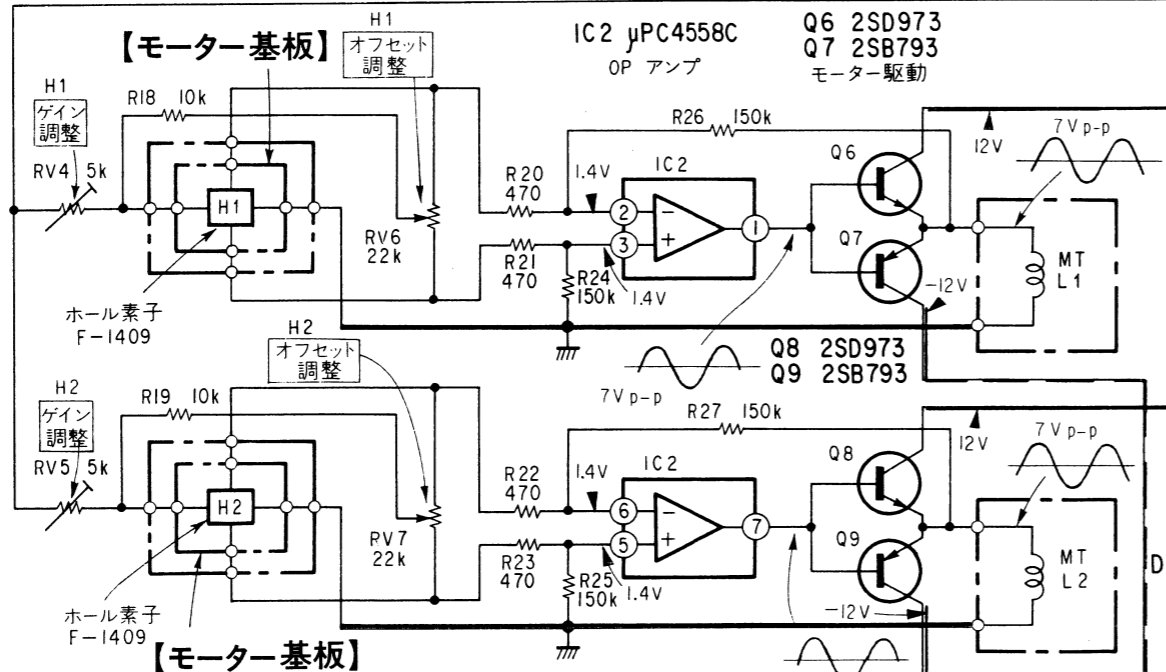 IC2 μPC4558C
OP アンプ
Q6 2SD973
Q7 2SB793
モーター駆動
【モーター基板】
H1
オフセット
調整
H1
ゲイン
調整
RV4 5k
R18 10k
H1
ホール素子
F-1409
RV6
22k
R20
470
R21
470
1.4V
R24
150k
1.4V
R26 150k
IC2
2
3
1
-
+
Q6
Q7
12V
-12V
7Vp-p
MT
L1
7Vp-p
Q8 2SD973
Q9 2SB793
H2
オフセット
調整
H2
ゲイン
調整
RV5 5k
R19 10k
H2
ホール素子
F-1409
【モーター基板】
RV7
22k
R22
470
R23
470
1.4V
R25
150k
1.4V
R27 150k
IC2
6
5
7
-
+
Q8
Q9
12V
-12V
7Vp-p
MT
L2
D